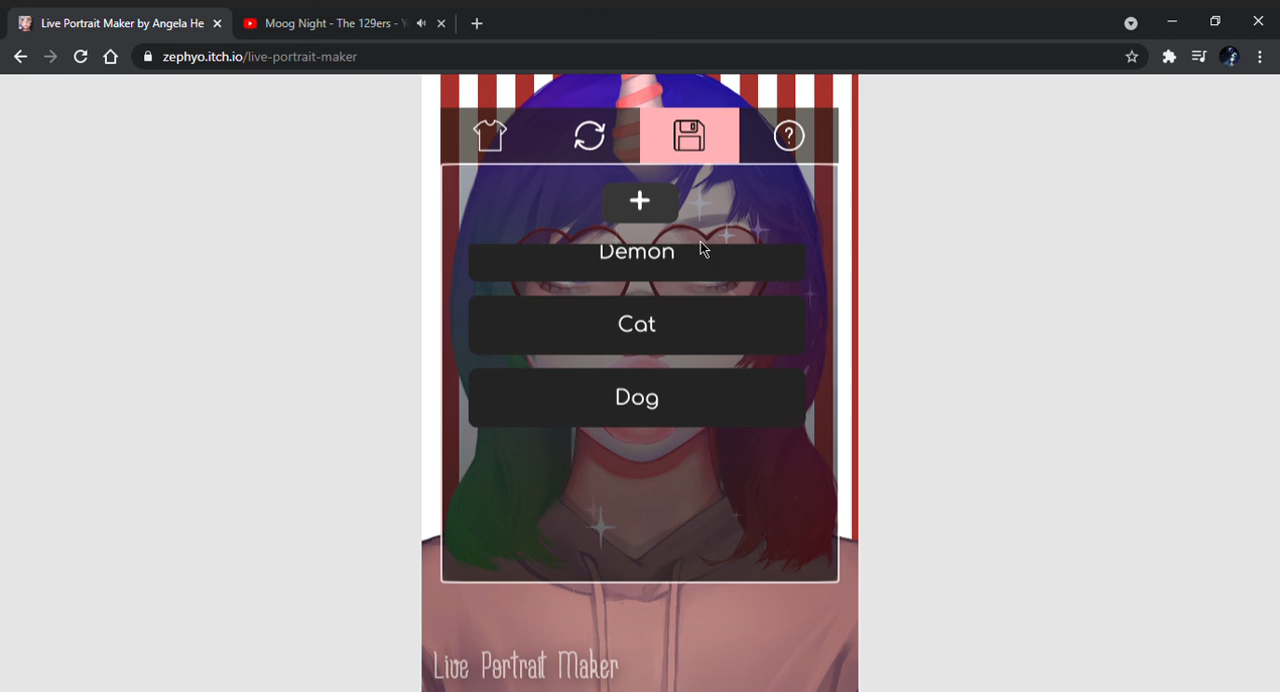 Live Portrait Maker by Angela He
Moog Night - The 129ers -
zephyo.itch.io/live-portrait-maker
Demon
Cat
Dog
Live Portrait Maker